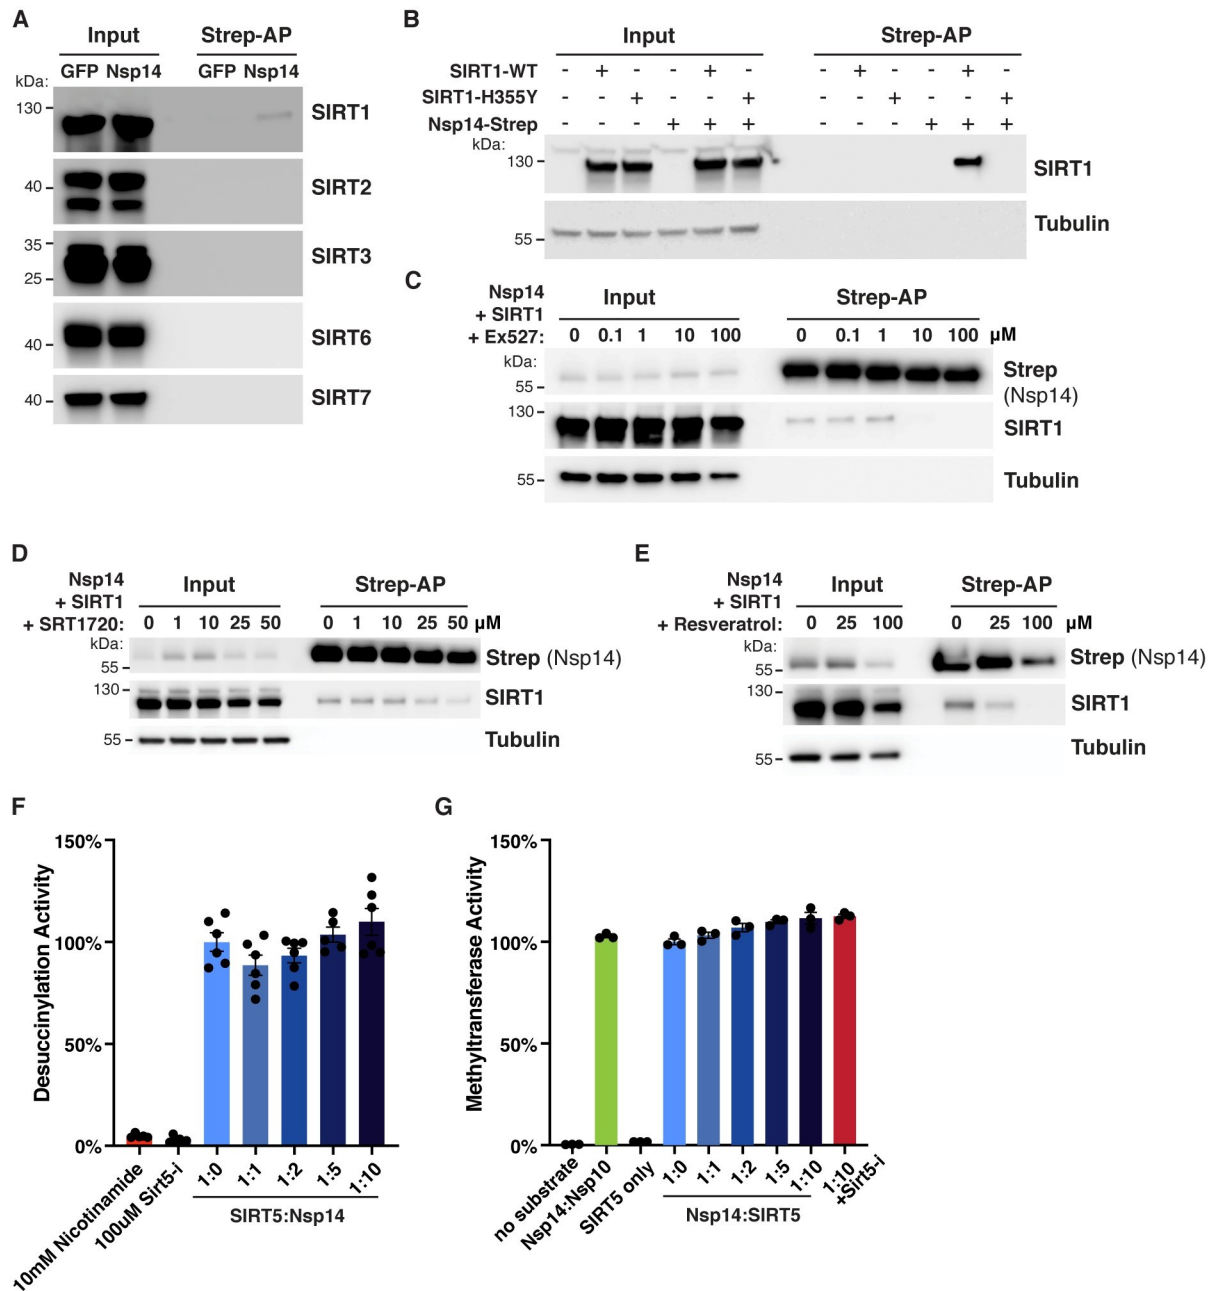 A
Input Strep-AP
GFP Nsp14 GFP Nsp14
kDa:
130
SIRT1
40
SIRT2
35
25
SIRT3
40
SIRT6
40
SIRT7
B
Input Strep-AP
SIRT1-WT - + - - + - - + - - + -
SIRT1-H355Y - - + - - + - - + - - +
Nsp14-Strep - - - + + + - - - + + +
kDa:
130
SIRT1
55
Tubulin
C
Nsp14
+ SIRT1
+ Ex527:
Input Strep-AP
0 0.1 1 10 100 0 0.1 1 10 100 µM
kDa:
55
Strep
(Nsp14)
130
SIRT1
55
Tubulin
D
Nsp14
+ SIRT1
+ SRT1720:
Input Strep-AP
0 1 10 25 50 0 1 10 25 50 µM
kDa:
55
Strep (Nsp14)
130
SIRT1
55
Tubulin
E
Nsp14
+ SIRT1
+ Resveratrol:
Input Strep-AP
0 25 100 0 25 100 µM
kDa:
55
Strep (Nsp14)
130
SIRT1
55
Tubulin
F
Desuccinylation Activity
150%
100%
50%
0%
10mM Nicotinamide
100uM Sirt5-i
1:0
1:1
1:2
1:5
1:10
SIRT5:Nsp14
G
Methyltransferase Activity
150%
100%
50%
0%
no substrate
Nsp14:Nsp10
SIRT5 only
1:0
1:1
1:2
1:5
1:10
1:10
+Sirt5-i
Nsp14:SIRT5